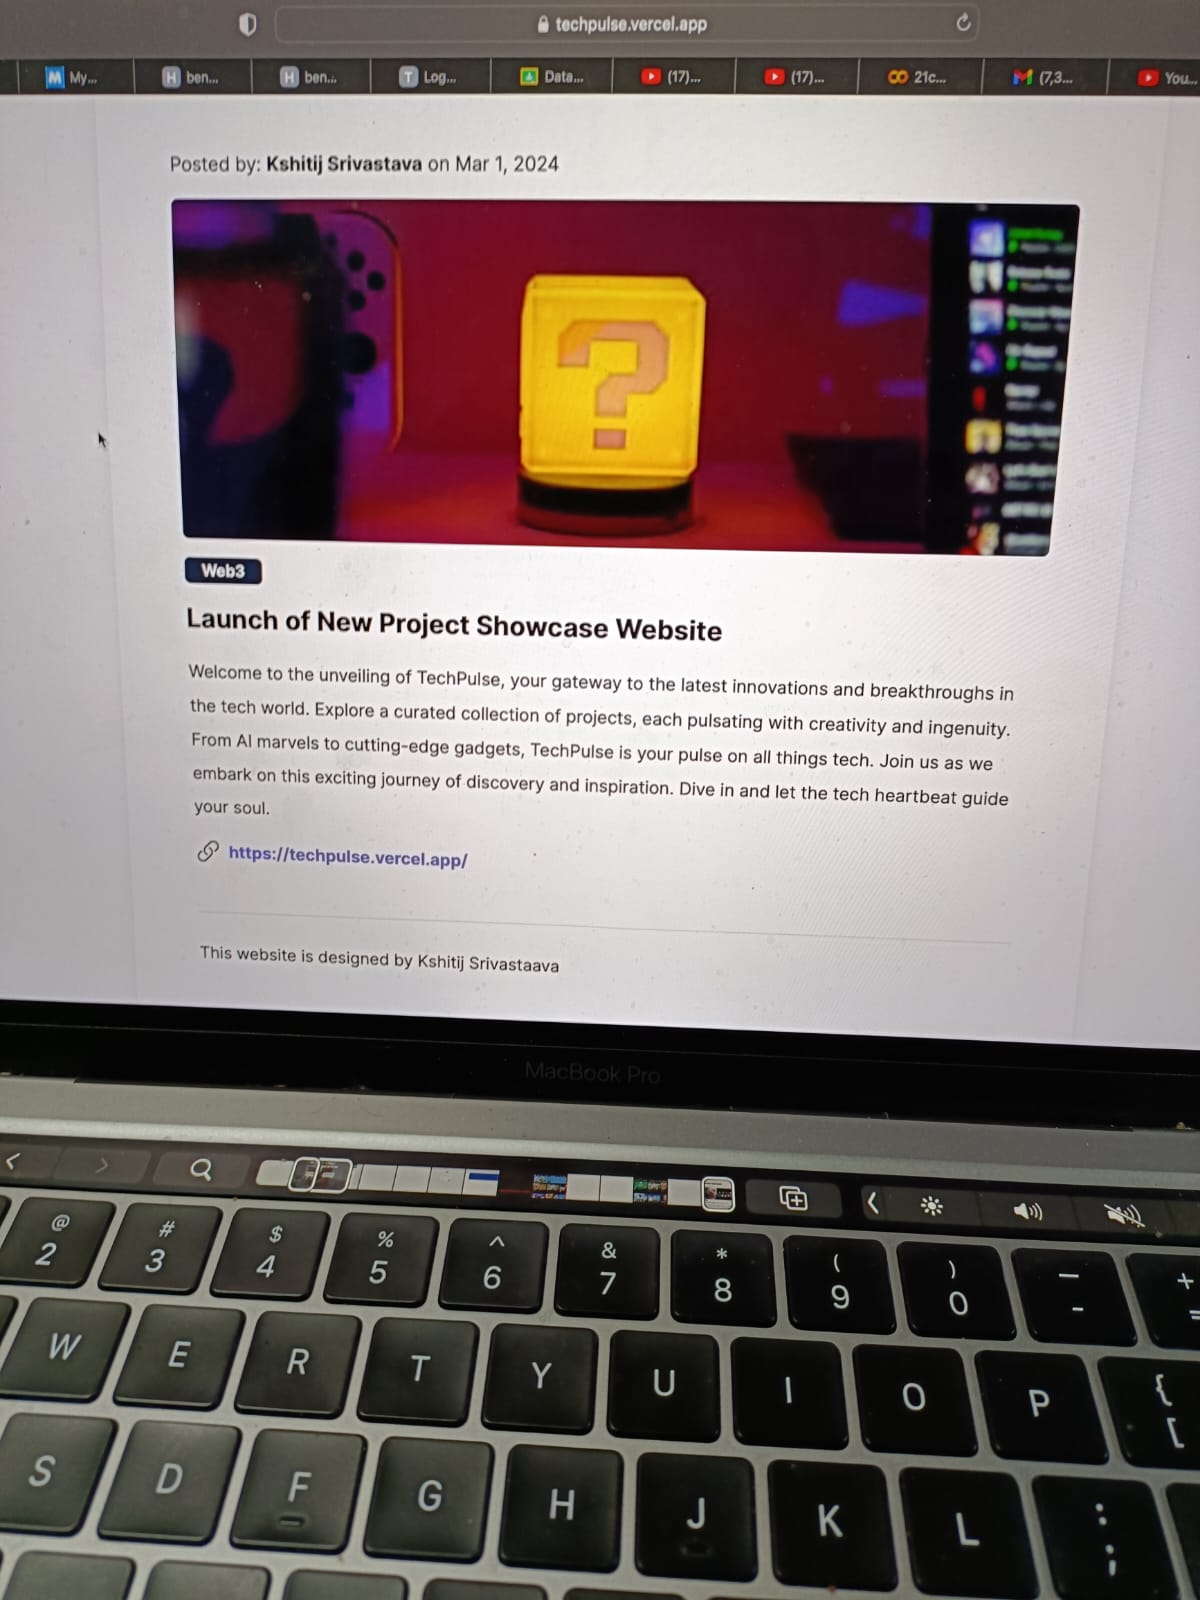 techpulse.vercel.app
My...
ben...
ben...
Log...
Data...
(17)...
(17)...
21c...
(7,3...
You...
Posted by: Kshitij Srivastava on Mar 1, 2024
?
Web3
Launch of New Project Showcase Website
Welcome to the unveiling of TechPulse, your gateway to the latest innovations and breakthroughs in
the tech world. Explore a curated collection of projects, each pulsating with creativity and ingenuity.
From AI marvels to cutting-edge gadgets, TechPulse is your pulse on all things tech. Join us as we
embark on this exciting journey of discovery and inspiration. Dive in and let the tech heartbeat guide
your soul.
https://techpulse.vercel.app/
This website is designed by Kshitij Srivastaava
MacBook Pro
@ # $ % ^ & * ( ) — +
2 3 4 5 6 7 8 9 0 - =
W E R T Y U I O P { [
S D F G H J K L : ;